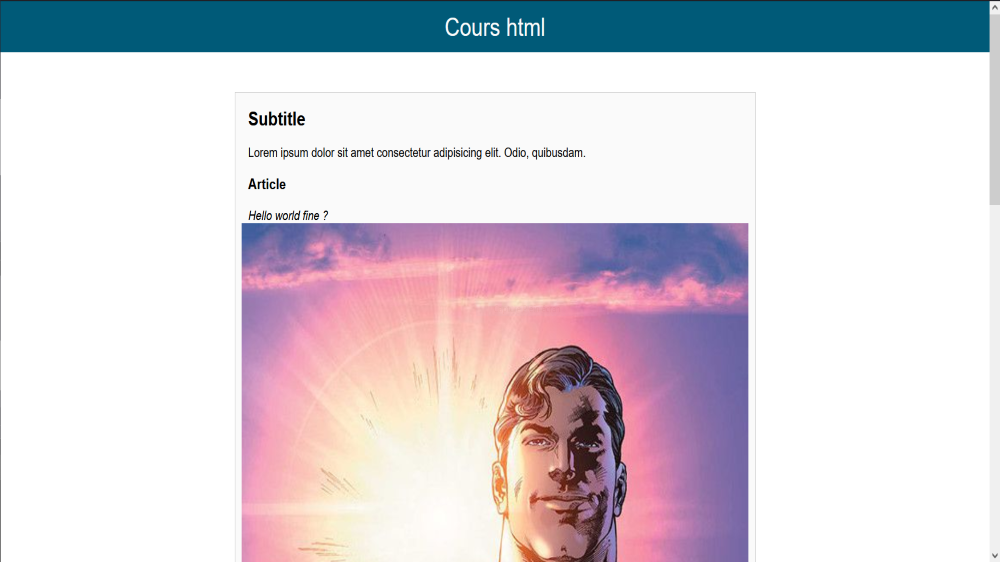 Cours html
Subtitle
Lorem ipsum dolor sit amet consectetur adipisicing elit. Odio, quibusdam.
Article
Hello world fine ?